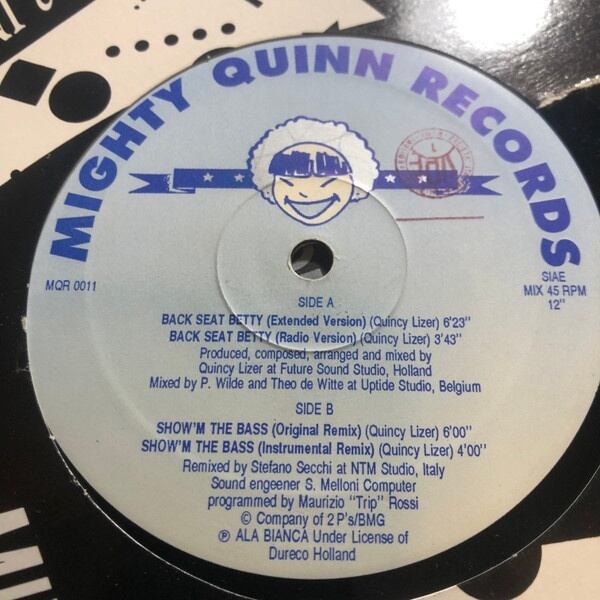 MIGHTY QUINN RECORDS
MQR 0011
SIAE
MIX 45 RPM
12"
SIDE A
BACK SEAT BETTY (Extended Version) (Quincy Lizer) 6'23"
BACK SEAT BETTY (Radio Version) (Quincy Lizer) 3'43"
Produced, composed, arranged and mixed by
Quincy Lizer at Future Sound Studio, Holland
Mixed by P. Wilde and Theo de Witte at Uptide Studio, Belgium
SIDE B
SHOW'M THE BASS (Original Remix) (Quincy Lizer) 6'00"
SHOW'M THE BASS (Instrumental Remix) (Quincy Lizer) 4'00"
Remixed by Stefano Secchi at NTM Studio, Italy
Sound engeener S. Melloni Computer
programmed by Maurizio "Trip" Rossi
© Company of 2 P's/BMG
℗ ALA BIANCA Under License of
Dureco Holland